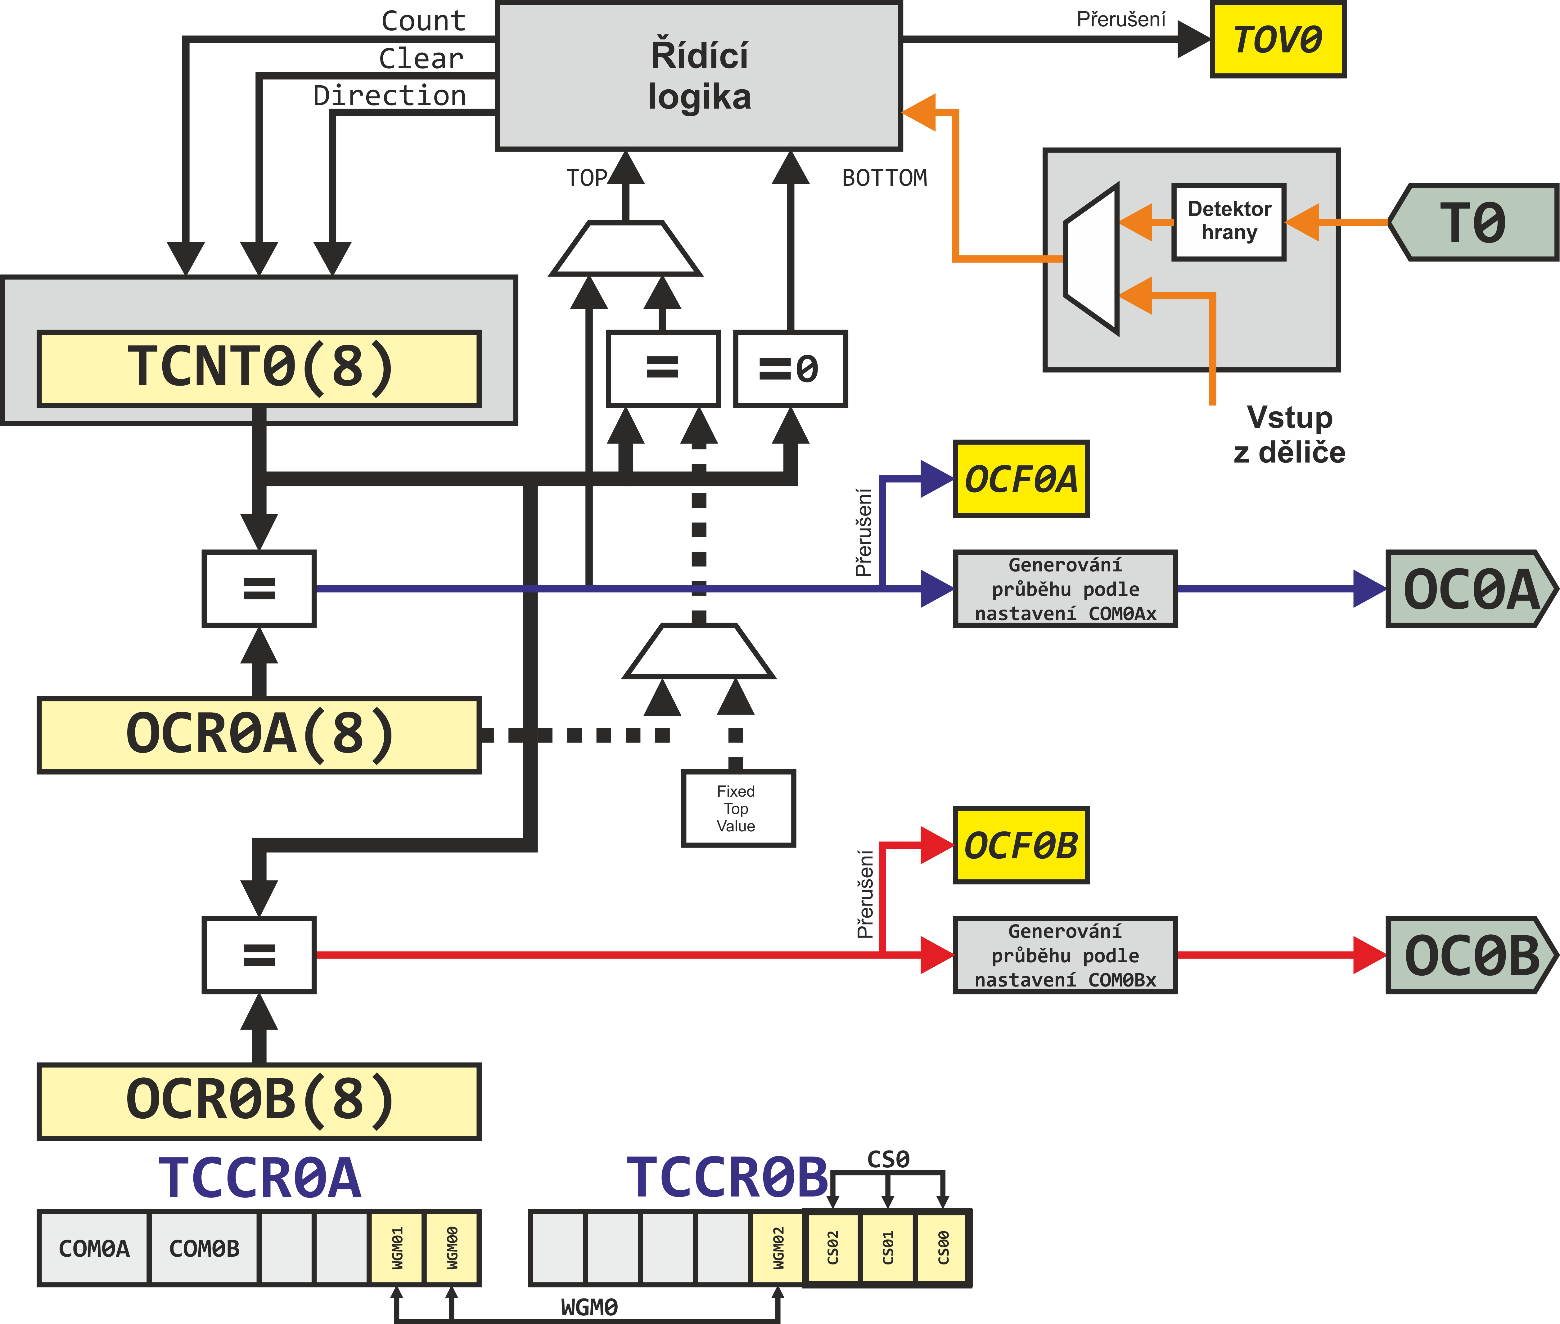 Count
Clear
Direction
Řídící
logika
Přerušení
TOV0
TOP
BOTTOM
Detektor
hrany
T0
TCNT0(8)
=
=0
Vstup
z děliče
Přerušení
OCF0A
=
Generování
průběhu podle
nastavení COM0Ax
OC0A
OCR0A(8)
Fixed
Top
Value
Přerušení
OCF0B
=
Generování
průběhu podle
nastavení COM0Bx
OC0B
OCR0B(8)
TCCR0A
TCCR0B
CS0
COM0A
COM0B
WGM01
WGM00
WGM02
CS02
CS01
CS00
WGM0